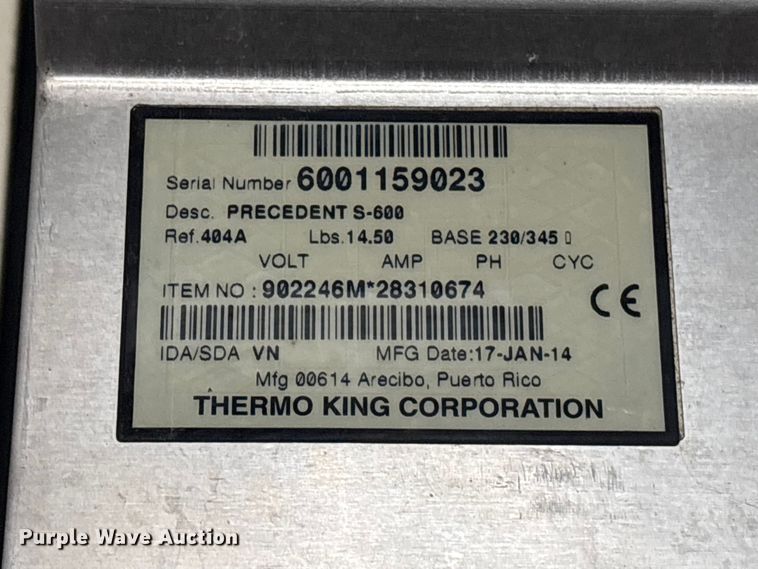 Serial Number 6001159023
Desc. PRECEDENT S-600
Ref.404A Lbs.14.50 BASE 230/345 ▯
VOLT AMP PH CYC
ITEM NO : 902246M*28310674
CE
IDA/SDA VN MFG Date:17-JAN-14
Mfg 00614 Arecibo, Puerto Rico
THERMO KING CORPORATION
Purple Wave Auction